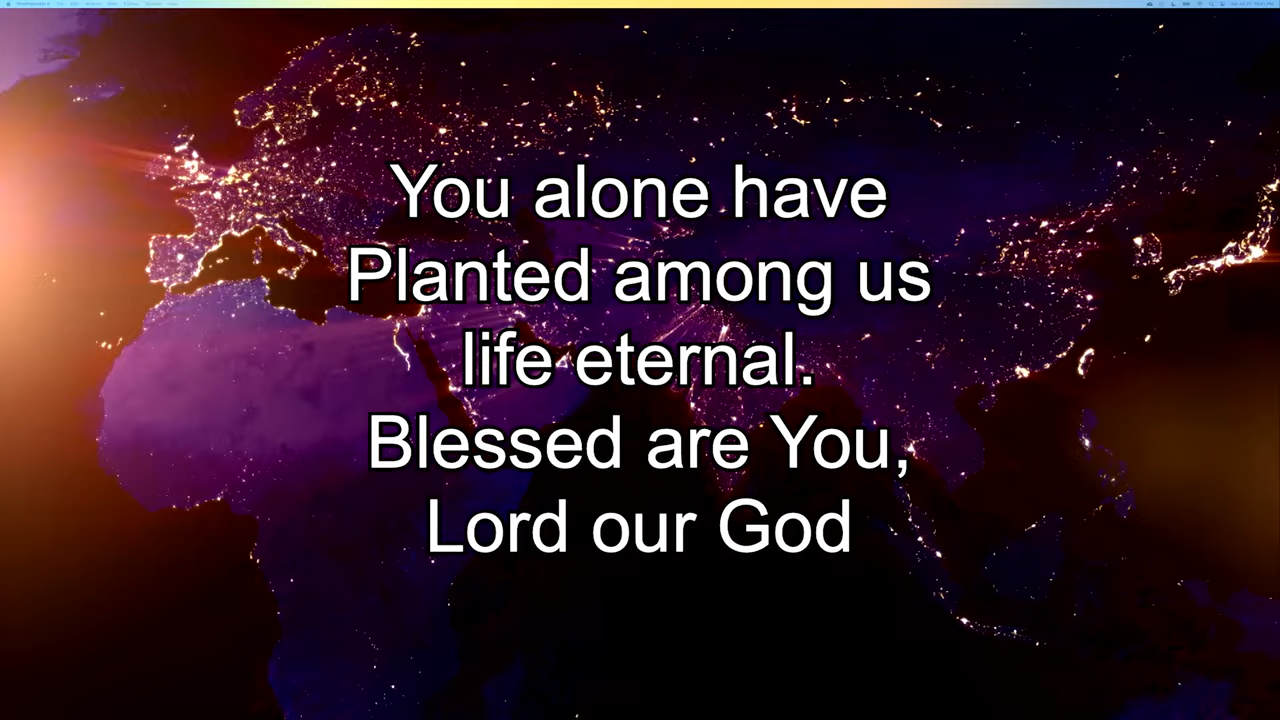 You alone have
Planted among us
life eternal.
Blessed are You,
Lord our God